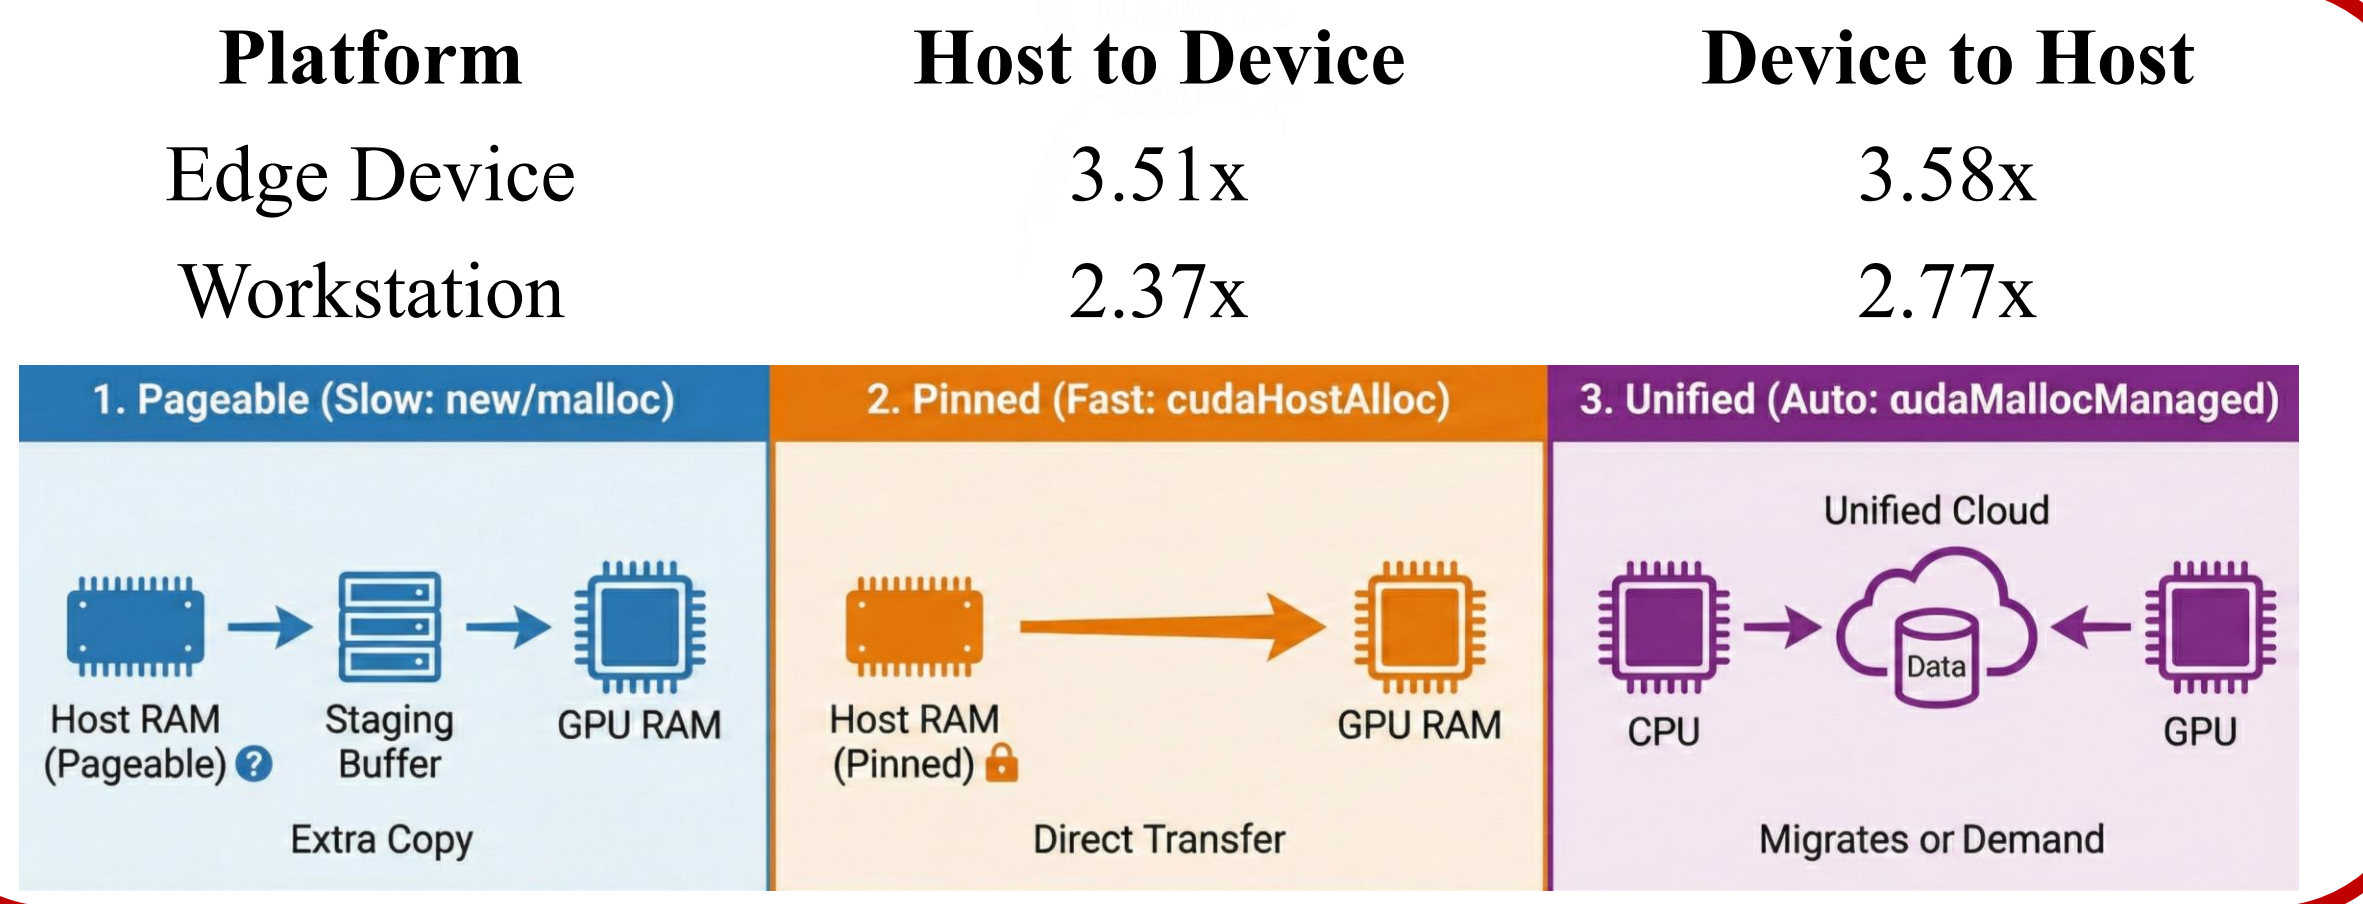 Platform Host to Device Device to Host
Edge Device 3.51x 3.58x
Workstation 2.37x 2.77x
1. Pageable (Slow: new/malloc)
Host RAM
(Pageable) ?
Staging
Buffer
GPU RAM
Extra Copy
2. Pinned (Fast: cudaHostAlloc)
Host RAM
(Pinned)
GPU RAM
Direct Transfer
3. Unified (Auto: cudaMallocManaged)
Unified Cloud
Data
CPU
GPU
Migrates or Demand